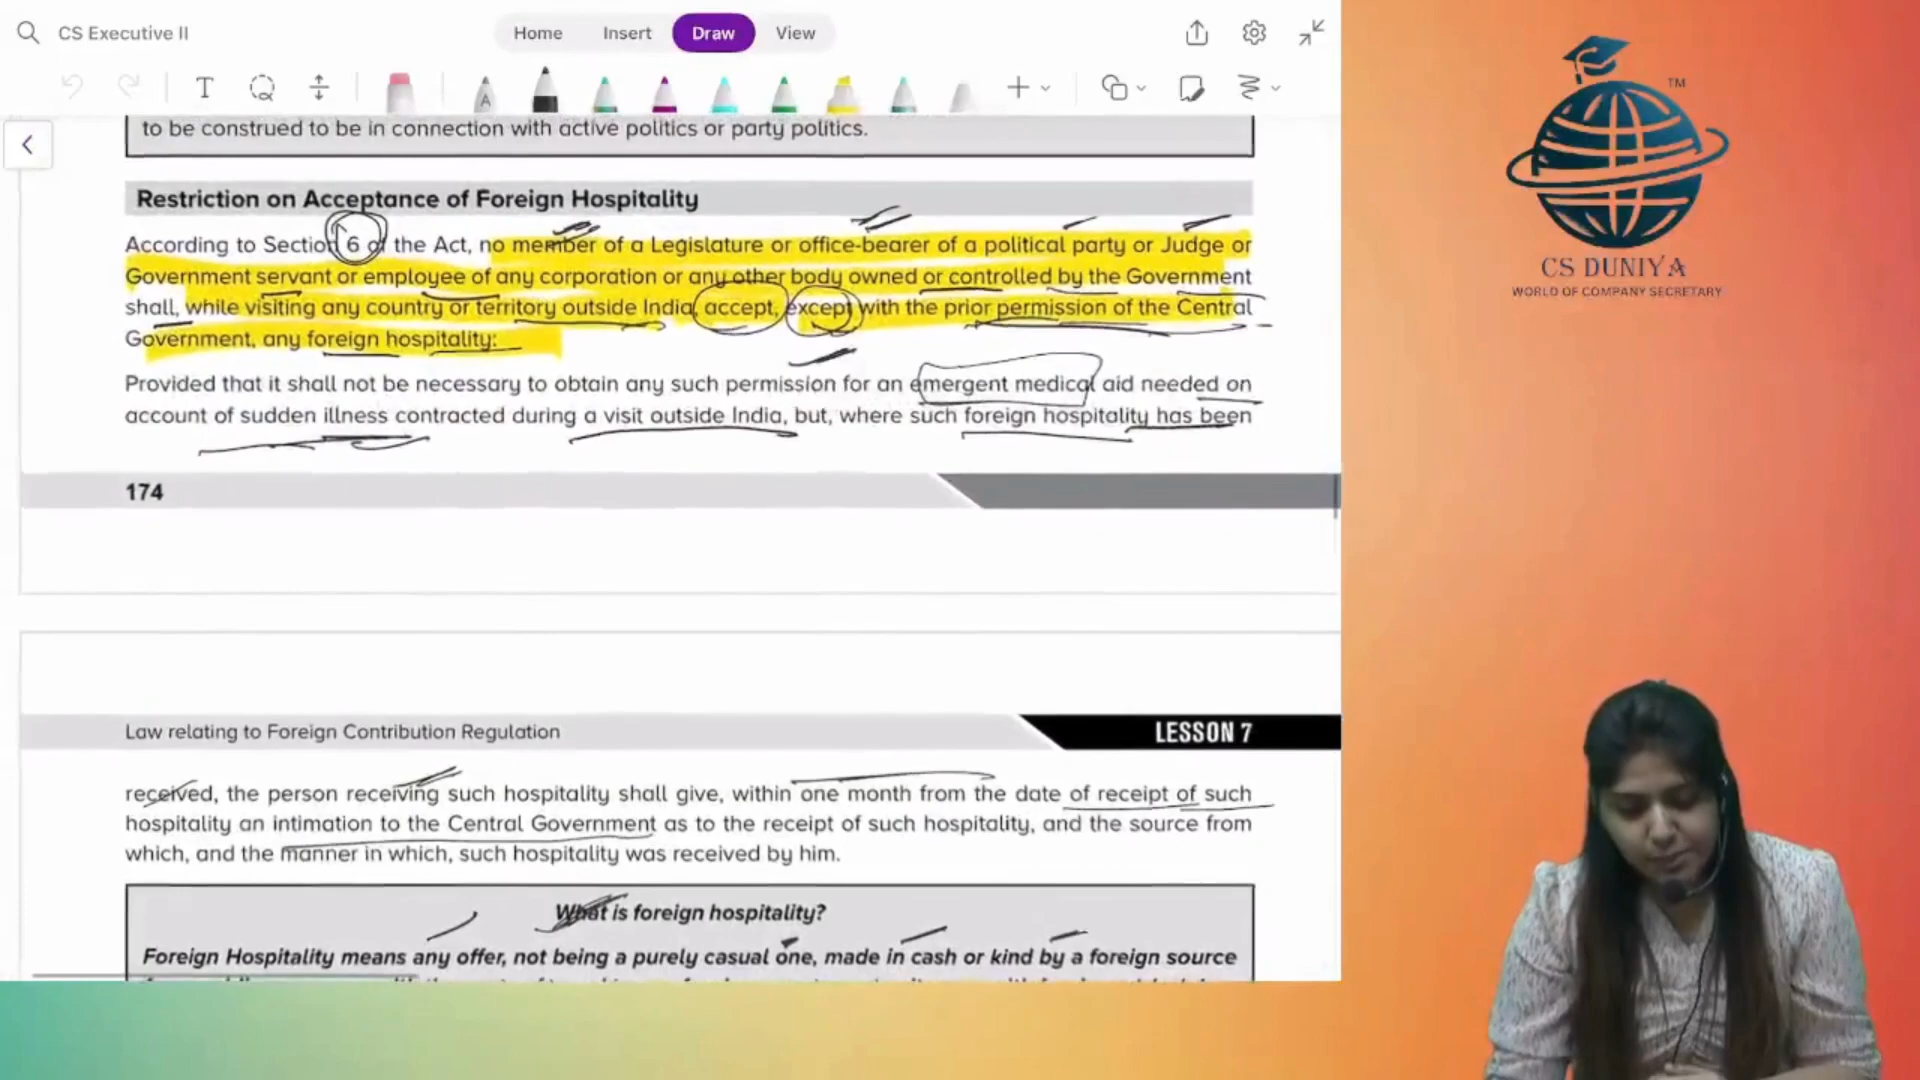 CS Executive II
Home Insert Draw View
T
A
to be construed to be in connection with active politics or party politics.
Restriction on Acceptance of Foreign Hospitality
According to Section 6 of the Act, no member of a Legislature or office-bearer of a political party or Judge or
Government servant or employee of any corporation or any other body owned or controlled by the Government
shall, while visiting any country or territory outside India, accept, except with the prior permission of the Central
Government, any foreign hospitality:
Provided that it shall not be necessary to obtain any such permission for an emergent medical aid needed on
account of sudden illness contracted during a visit outside India, but, where such foreign hospitality has been
174
Law relating to Foreign Contribution Regulation
LESSON 7
received, the person receiving such hospitality shall give, within one month from the date of receipt of such
hospitality an intimation to the Central Government as to the receipt of such hospitality, and the source from
which, and the manner in which, such hospitality was received by him.
What is foreign hospitality?
Foreign Hospitality means any offer, not being a purely casual one, made in cash or kind by a foreign source
TM
CS DUNIYA
WORLD OF COMPANY SECRETARY